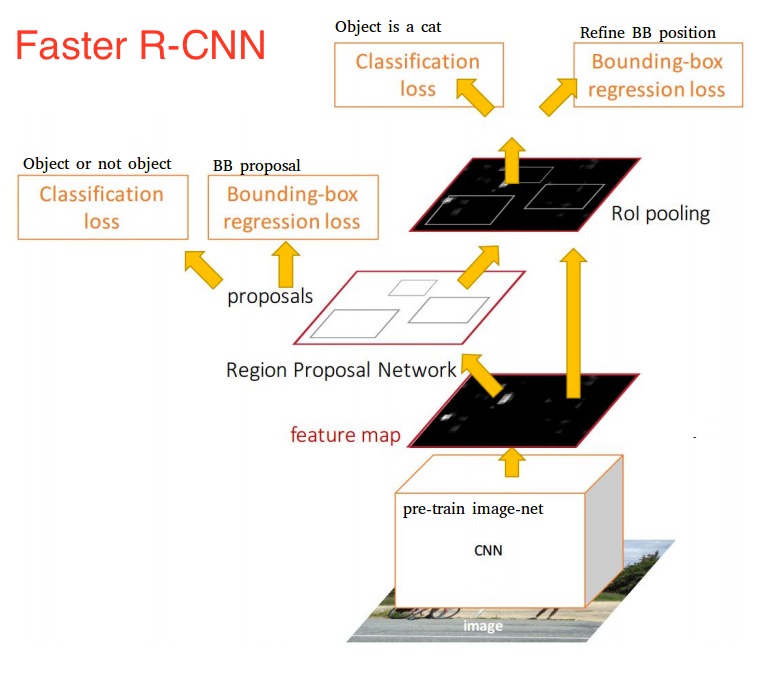 Faster R-CNN
Object is a cat
Classification
loss
Refine BB position
Bounding-box
regression loss
Object or not object
Classification
loss
BB proposal
Bounding-box
regression loss
RoI pooling
proposals
Region Proposal Network
feature map
pre-train image-net
CNN
image